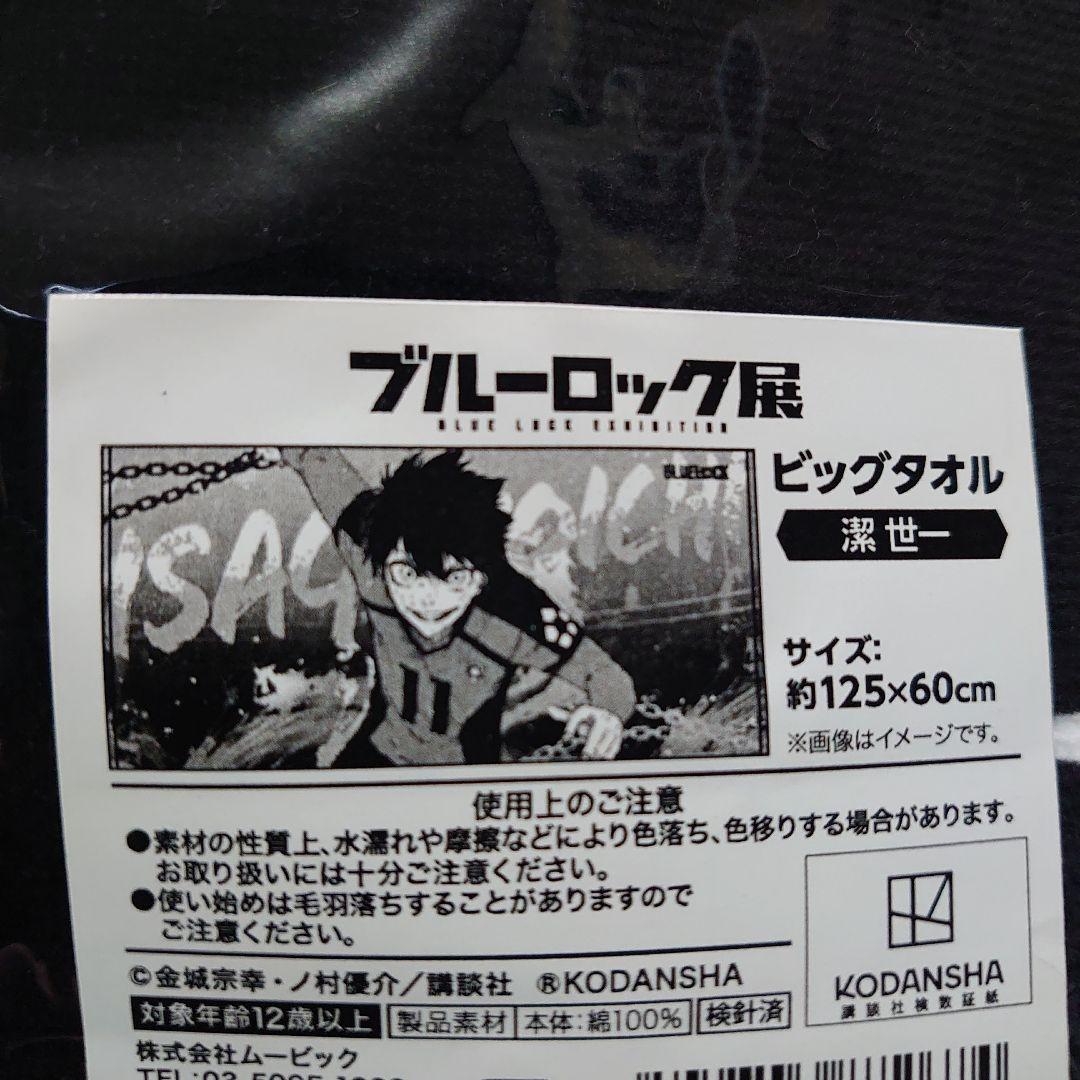 ブルーロック展
BLUE LOCK EXHIBITION
BLUELOCK
ISAGI YOICHI
ビッグタオル
潔 世一
サイズ:
約125×60cm
※画像はイメージです。
使用上のご注意
●素材の性質上、水濡れや摩擦などにより色落ち、色移りする場合があります。
お取り扱いには十分ご注意ください。
●使い始めは毛羽落ちすることがありますので
ご注意ください。
©金城宗幸・ノ村優介／講談社 ®KODANSHA
対象年齢12歳以上 製品素材 本体:綿100% 検針済
KODANSHA
講談社検数証紙
株式会社ムービック